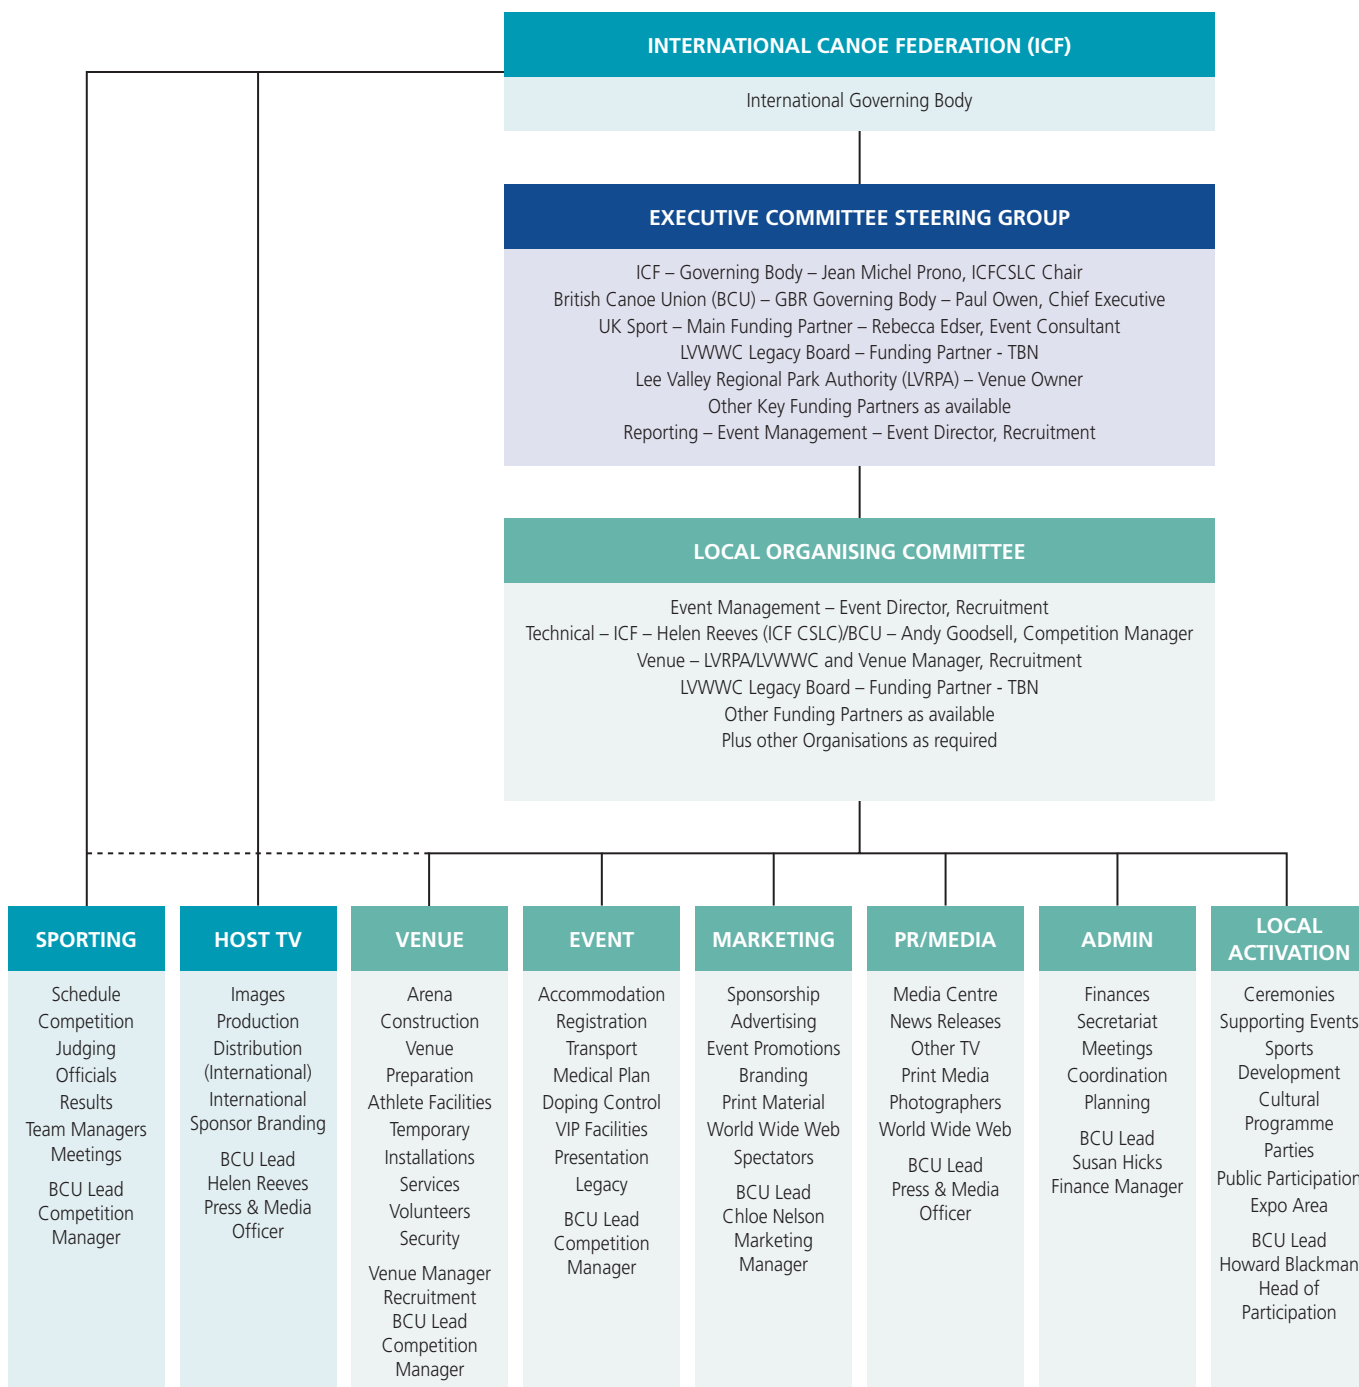 INTERNATIONAL CANOE FEDERATION (ICF)
International Governing Body
EXECUTIVE COMMITTEE STEERING GROUP
ICF – Governing Body – Jean Michel Prono, ICFCSLC Chair
British Canoe Union (BCU) – GBR Governing Body – Paul Owen, Chief Executive
UK Sport – Main Funding Partner – Rebecca Edser, Event Consultant
LVWWC Legacy Board – Funding Partner - TBN
Lee Valley Regional Park Authority (LVRPA) – Venue Owner
Other Key Funding Partners as available
Reporting – Event Management – Event Director, Recruitment
LOCAL ORGANISING COMMITTEE
Event Management – Event Director, Recruitment
Technical – ICF – Helen Reeves (ICF CSLC)/BCU – Andy Goodsell, Competition Manager
Venue – LVRPA/LVWWC and Venue Manager, Recruitment
LVWWC Legacy Board – Funding Partner - TBN
Other Funding Partners as available
Plus other Organisations as required
SPORTING
Schedule
Competition
Judging
Officials
Results
Team Managers
Meetings
BCU Lead
Competition
Manager
HOST TV
Images
Production
Distribution
(International)
International
Sponsor Branding
BCU Lead
Helen Reeves
Press & Media
Officer
VENUE
Arena
Construction
Venue
Preparation
Athlete Facilities
Temporary
Installations
Services
Volunteers
Security
Venue Manager
Recruitment
BCU Lead
Competition
Manager
EVENT
Accommodation
Registration
Transport
Medical Plan
Doping Control
VIP Facilities
Presentation
Legacy
BCU Lead
Competition
Manager
MARKETING
Sponsorship
Advertising
Event Promotions
Branding
Print Material
World Wide Web
Spectators
BCU Lead
Chloe Nelson
Marketing
Manager
PR/MEDIA
Media Centre
News Releases
Other TV
Print Media
Photographers
World Wide Web
BCU Lead
Press & Media
Officer
ADMIN
Finances
Secretariat
Meetings
Coordination
Planning
BCU Lead
Susan Hicks
Finance Manager
LOCAL
ACTIVATION
Ceremonies
Supporting Events
Sports
Development
Cultural
Programme
Parties
Public Participation
Expo Area
BCU Lead
Howard Blackman
Head of
Participation